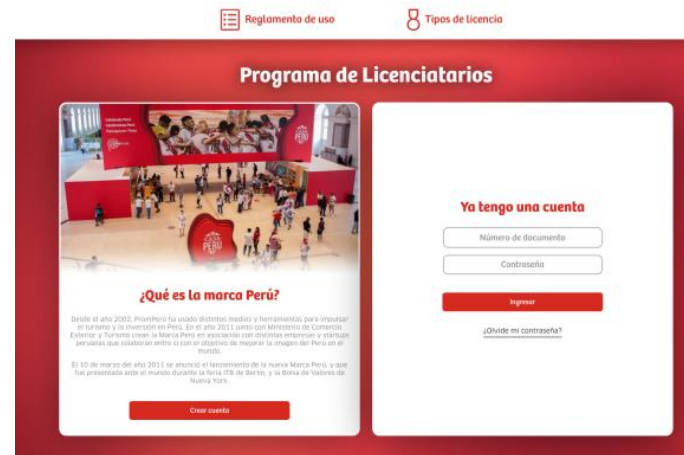 Reglamento de uso
Tipos de licencia
Programa de Licenciatarios
CASA
PERÚ
¿Qué es la marca Perú?
Desde el año 2002, PromPerú ha usado distintos medios y herramientas para impulsar
el turismo y la inversión en Perú. En el año 2011 junto con Ministerio de Comercio
Exterior y Turismo crean la Marca Perú en asociación con distintas empresas y startups
peruanas que colaboran entre si con el objetivo de mejorar la imagen del Perú en el
mundo.
El 10 de marzo del año 2011 se anunció el lanzamiento de la nueva Marca Perú, y que
fue presentada ante el mundo durante la feria ITB de Berlín, y la Bolsa de Valores de
Nueva York.
Crear cuenta
Ya tengo una cuenta
Número de documento
Contraseña
Ingresar
¿Olvide mi contraseña?